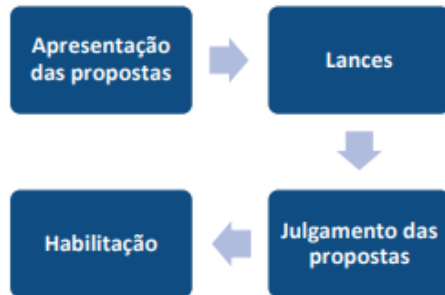 Apresentação
das propostas
Lances
Julgamento das
propostas
Habilitação